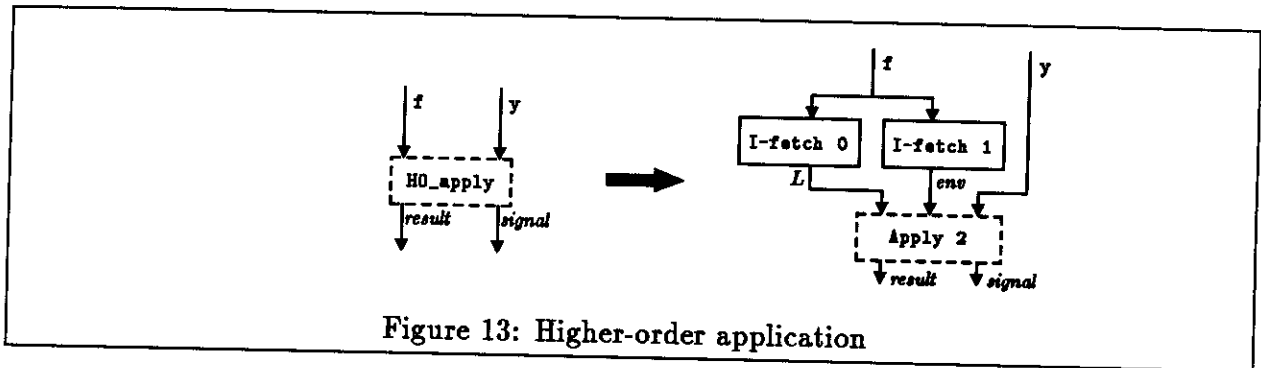 f y
HO_apply
result signal
f y
I-fetch 0 I-fetch 1
L env
Apply 2
result signal
Figure 13: Higher-order application